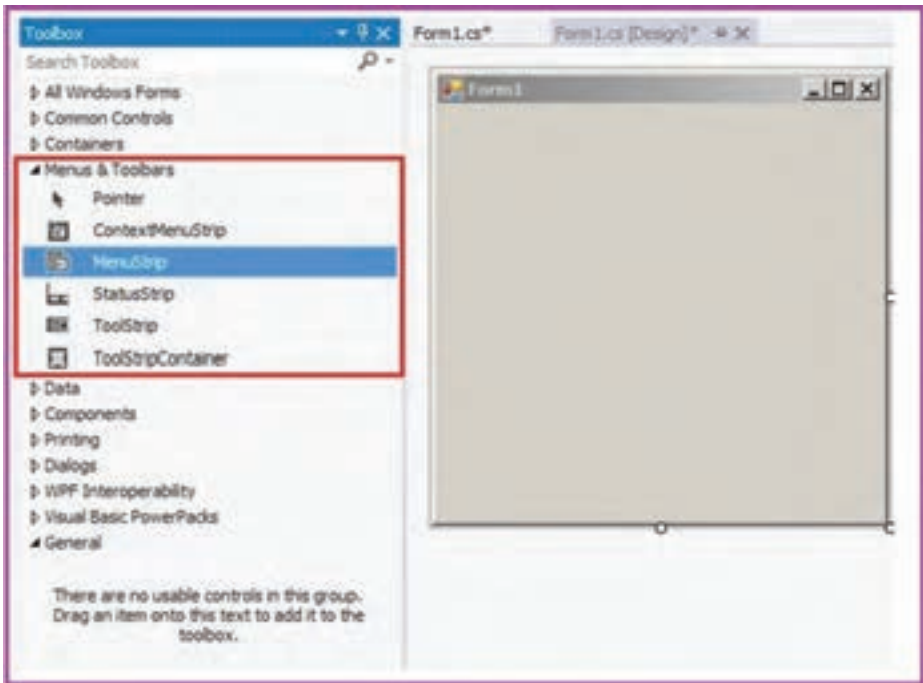 Toolbox
Search Toolbox
All Windows Forms
Common Controls
Containers
Menus & Toolbars
Pointer
ContextMenuStrip
MenuStrip
StatusStrip
ToolStrip
ToolStripContainer
Data
Components
Printing
Dialogs
WPF Interoperability
Visual Basic PowerPacks
General
There are no usable controls in this group.
Drag an item onto this text to add it to the
toolbox.
Form1.cs*
Form1.cs [Design]*
Form1